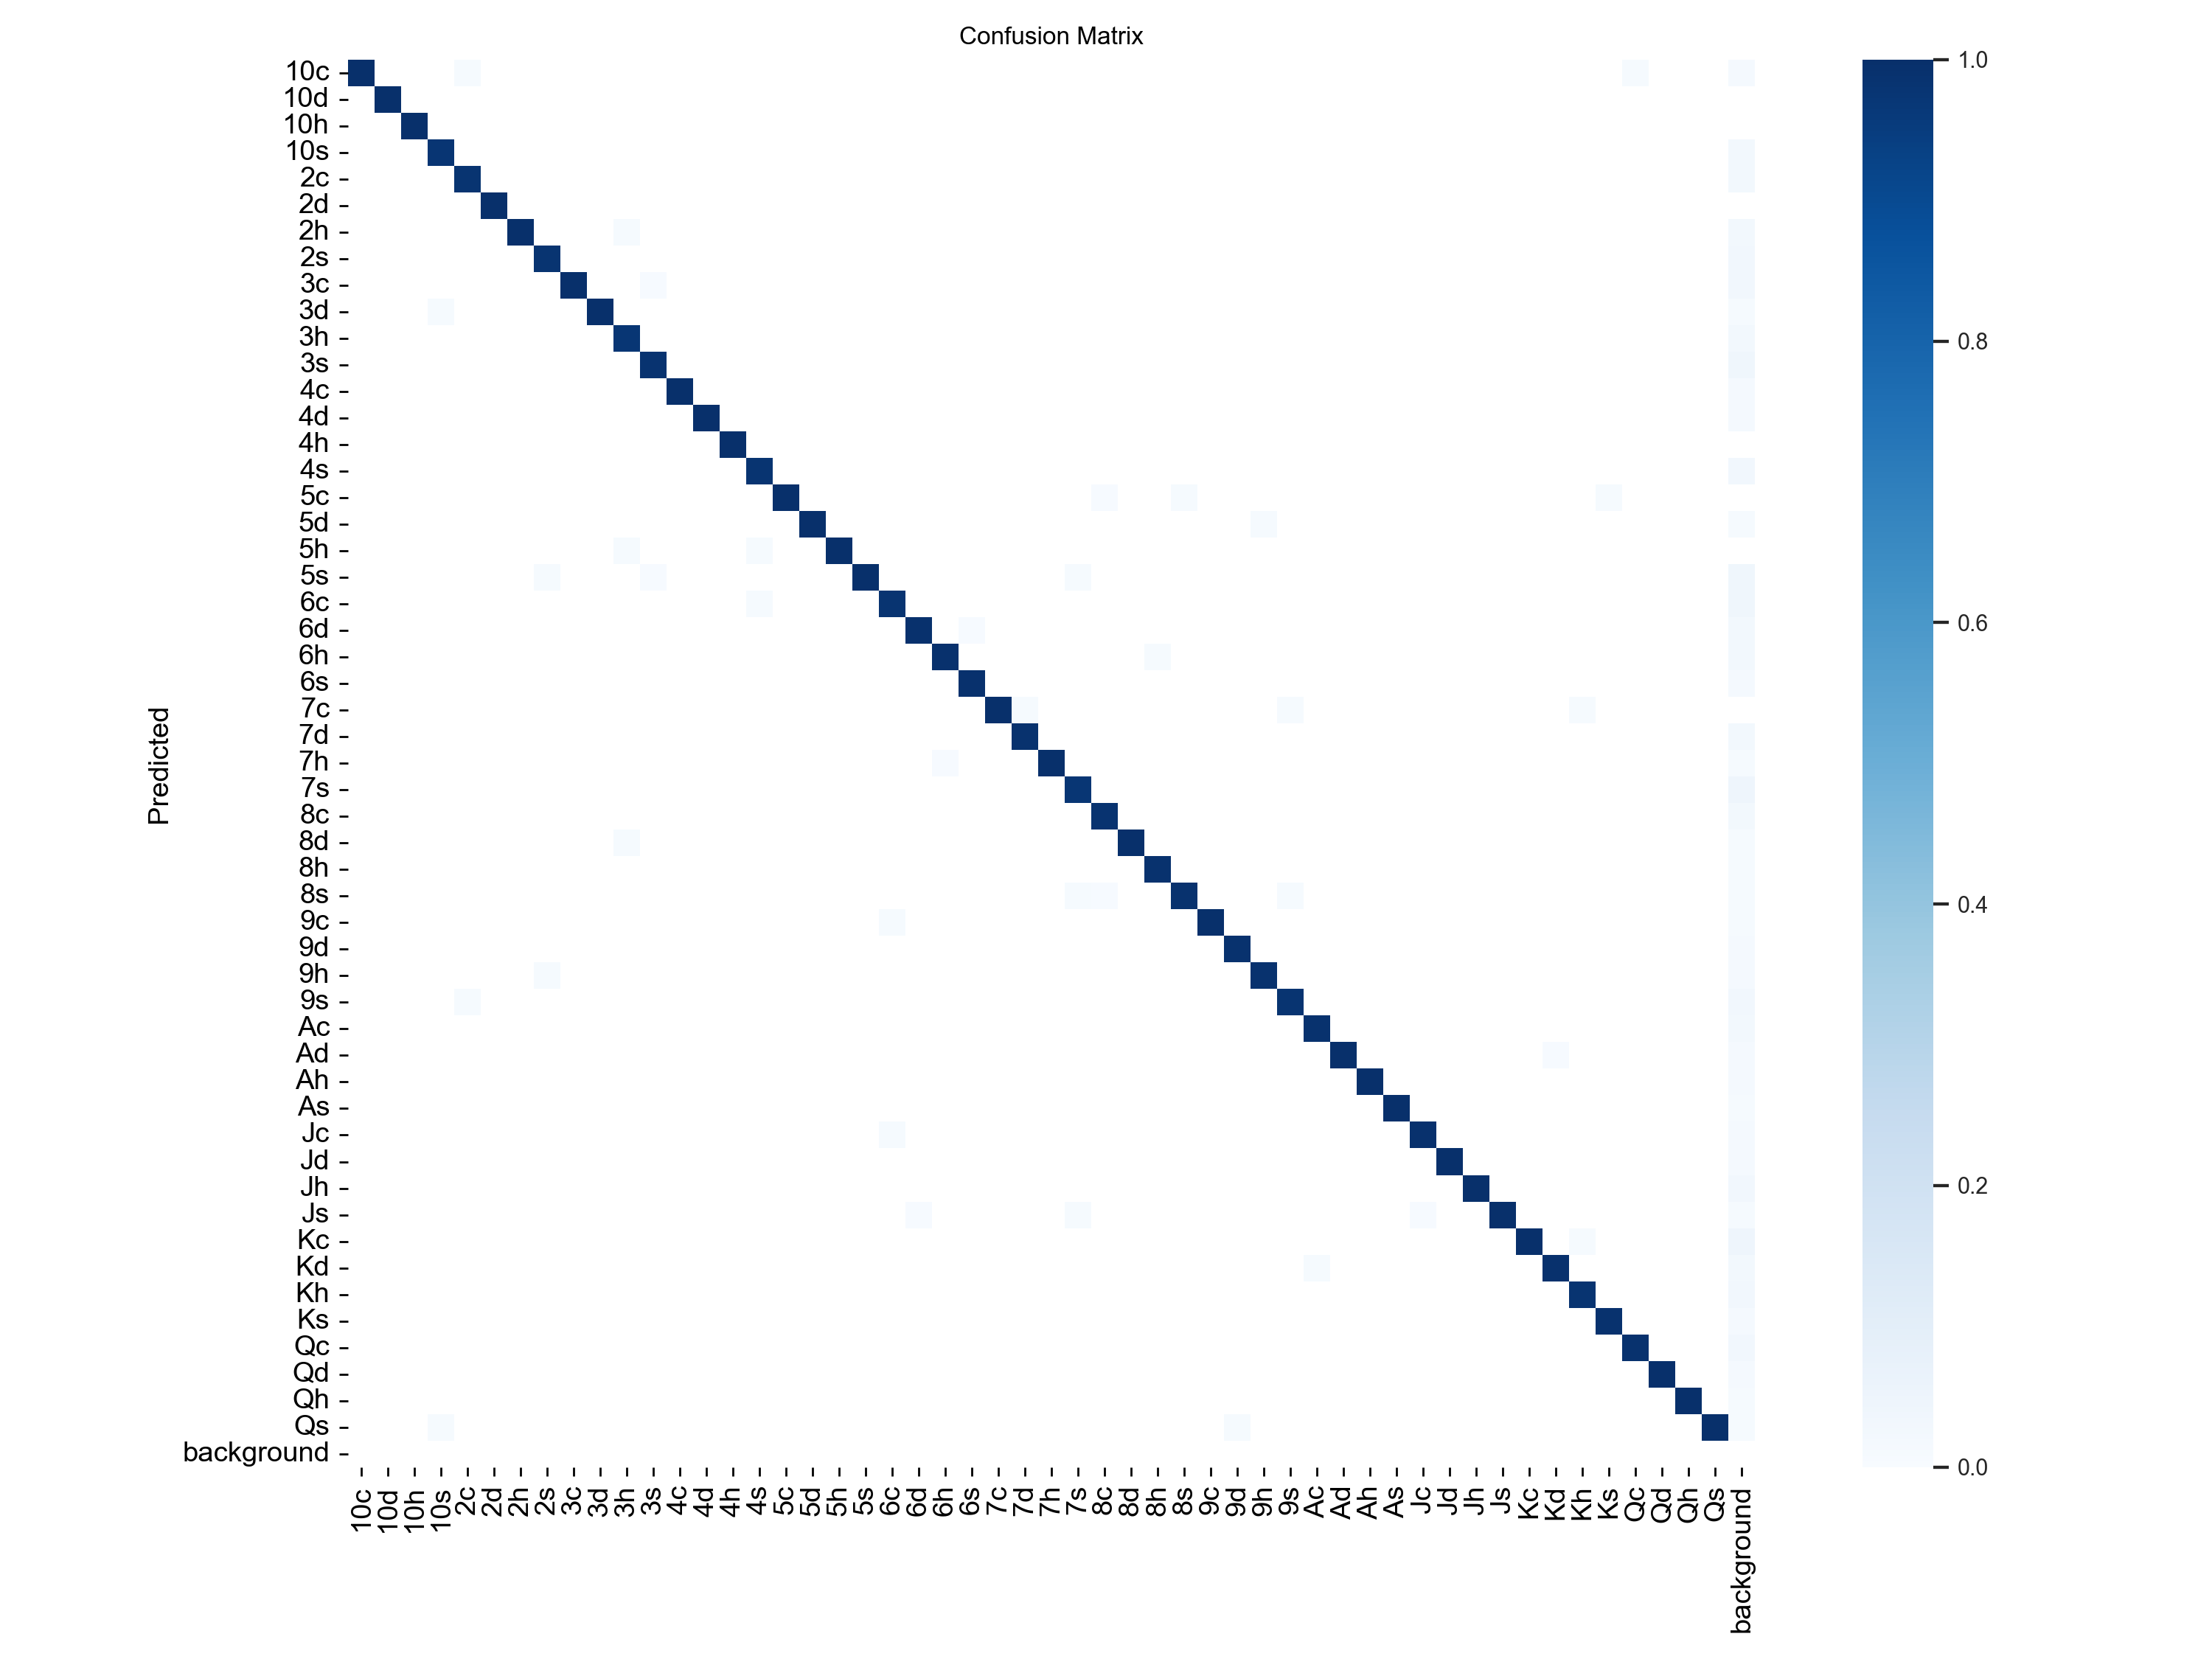 Confusion Matrix
Predicted
10c
10d
10h
10s
2c
2d
2h
2s
3c
3d
3h
3s
4c
4d
4h
4s
5c
5d
5h
5s
6c
6d
6h
6s
7c
7d
7h
7s
8c
8d
8h
8s
9c
9d
9h
9s
Ac
Ad
Ah
As
Jc
Jd
Jh
Js
Kc
Kd
Kh
Ks
Qc
Qd
Qh
Qs
background
10c
10d
10h
10s
2c
2d
2h
2s
3c
3d
3h
3s
4c
4d
4h
4s
5c
5d
5h
5s
6c
6d
6h
6s
7c
7d
7h
7s
8c
8d
8h
8s
9c
9d
9h
9s
Ac
Ad
Ah
As
Jc
Jd
Jh
Js
Kc
Kd
Kh
Ks
Qc
Qd
Qh
Qs
background
1.0
0.8
0.6
0.4
0.2
0.0